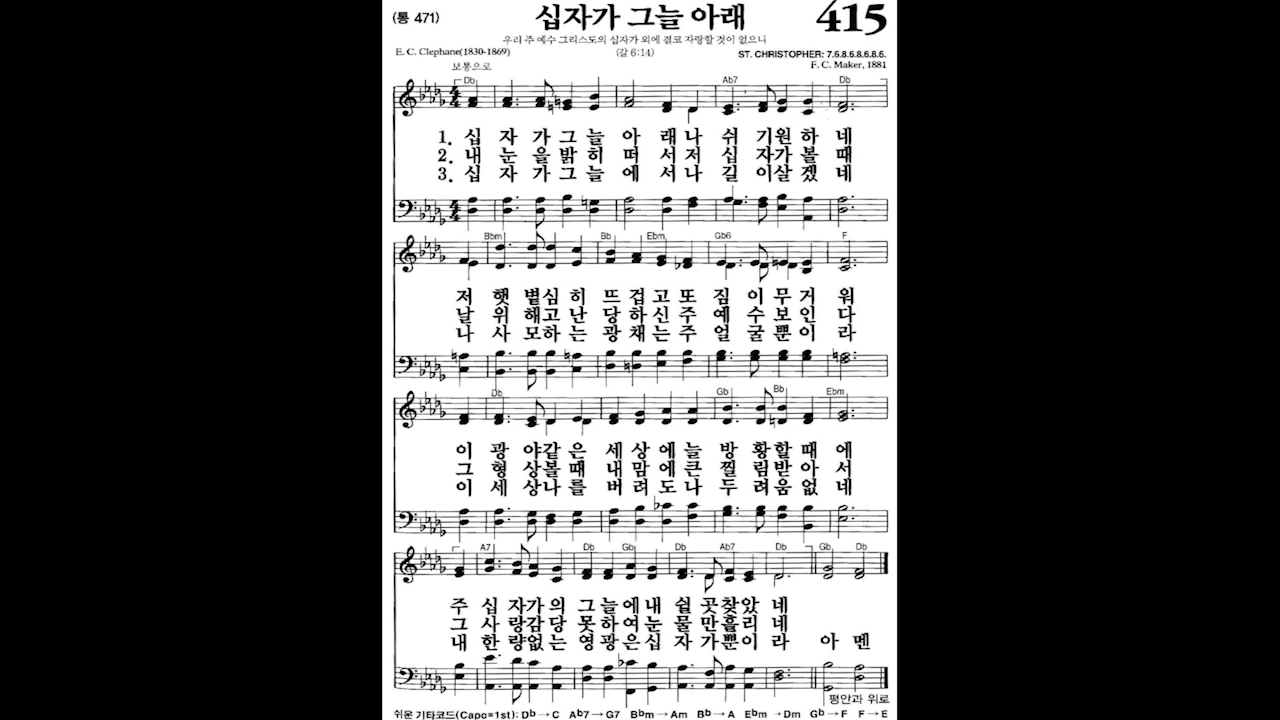 (통 471) 십자가 그늘 아래 415
우리 주 예수 그리스도의 십자가 외에 결코 자랑할 것이 없으니
(갈 6:14)
E. C. Clephane(1830-1869) ST. CHRISTOPHER: 7.6.8.6.8.6.8.6.
보통으로 F. C. Maker, 1881
Db Ab7 Db
1. 십 자 가 그 늘 아 래 나 쉬 기 원 하 네
2. 내 눈 을 밝 히 떠 서 저 십 자 가 볼 때
3. 십 자 가 그 늘 에 서 나 길 이 살 겠 네
Bbm Bb Ebm Gb6 F
저 햇 볕 심 히 뜨 겁 고 또 짐 이 무 거 워
날 위 해 고 난 당 하 신 주 예 수 보 인 다
나 사 모 하 는 광 채 는 주 얼 굴 뿐 이 라
Db Gb Bb Ebm
이 광 야 같 은 세 상 에 늘 방 황 할 때 에
그 형 상 볼 때 내 맘 에 큰 찔 림 받 아 서
이 세 상 나 를 버 려 도 나 두 려 움 없 네
A7 Db Gb Db Ab7 Db Gb Db
주 십 자 가 의 그 늘 에 내 쉴 곳 찾 았 네
그 사 랑 감 당 못 하 여 눈 물 만 흘 리 네
내 한 량 없 는 영 광 은 십 자 가 뿐 이 라 아 멘
평안과 위로
쉬운 기타코드(Capo=1st): Db→C Ab7→G7 Bbm→Am Bb→A Ebm→Dm Gb→F F→E